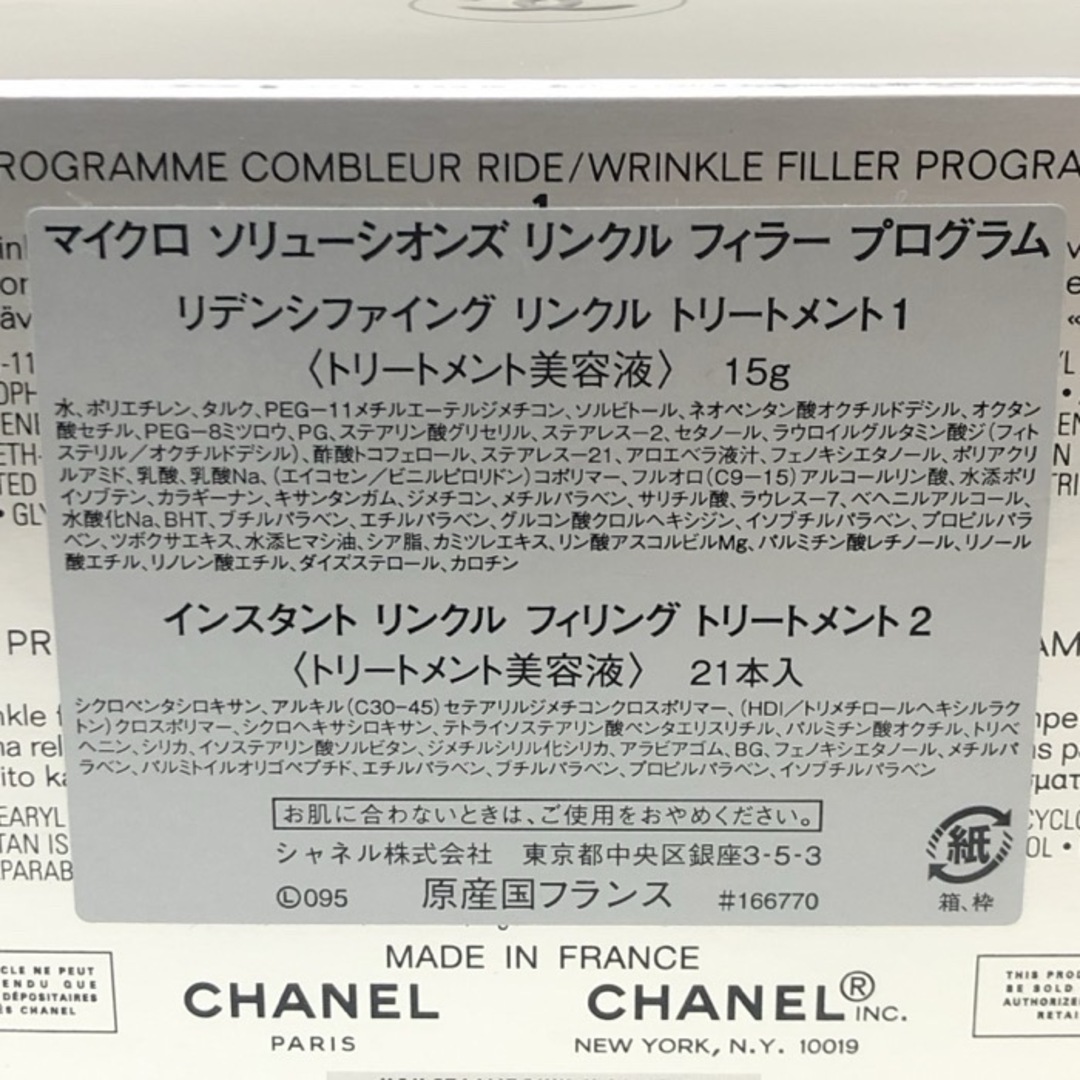 ROGRAMME COMBLEUR RIDE/WRINKLE FILLER PROGRA
マイクロ ソリューシオンズ リンクル フィラー プログラム
リデンシファイング リンクル トリートメント1
〈トリートメント美容液〉 15g
水、ポリエチレン、タルク、PEG-11メチルエーテルジメチコン、ソルビトール、ネオペンタン酸オクチルドデシル、オクタン
酸セチル、PEG-8ミツロウ、PG、ステアリン酸グリセリル、ステアレス-2、セタノール、ラウロイルグルタミン酸ジ(フィト
ステリル/オクチルドデシル)、酢酸トコフェロール、ステアレス-21、アロエベラ液汁、フェノキシエタノール、ポリアクリ
ルアミド、乳酸、乳酸Na、(エイコセン/ビニルピロリドン)コポリマー、フルオロ(C9-15)アルコールリン酸、水添ポリ
イソブテン、カラギーナン、キサンタンガム、ジメチコン、メチルパラベン、サリチル酸、ラウレス-7、ベヘニルアルコール、
水酸化Na、BHT、ブチルパラベン、エチルパラベン、グルコン酸クロルヘキシジン、イソブチルパラベン、プロピルパラ
ベン、ツボクサエキス、水添ヒマシ油、シア脂、カミツレエキス、リン酸アスコルビルMg、パルミチン酸レチノール、リノール
酸エチル、リノレン酸エチル、ダイズステロール、カロチン
インスタント リンクル フィリング トリートメント2
〈トリートメント美容液〉 21本入
シクロペンタシロキサン、アルキル(C30-45)セテアリルジメチコンクロスポリマー、(HDI/トリメチロールヘキシルラク
トン)クロスポリマー、シクロヘキサシロキサン、テトライソステアリン酸ペンタエリスリチル、パルミチン酸オクチル、トリベ
ヘニン、シリカ、イソステアリン酸ソルビタン、ジメチルシリル化シリカ、アラビアゴム、BG、フェノキシエタノール、メチルパ
ラベン、パルミトイルオリゴペプチド、エチルパラベン、ブチルパラベン、プロピルパラベン、イソブチルパラベン
お肌に合わないときは、ご使用をおやめください。
シャネル株式会社 東京都中央区銀座3-5-3
Ⓛ095 原産国フランス #166770
紙
箱、枠
MADE IN FRANCE
CHANEL
PARIS
CHANEL® INC.
NEW YORK, N.Y. 10019
CLE NE PEUT
ENDU QUE
DÉPOSITAIRES
S CHANEL
THIS PROD
BE SOLD
AUTHORIZE
RETAI